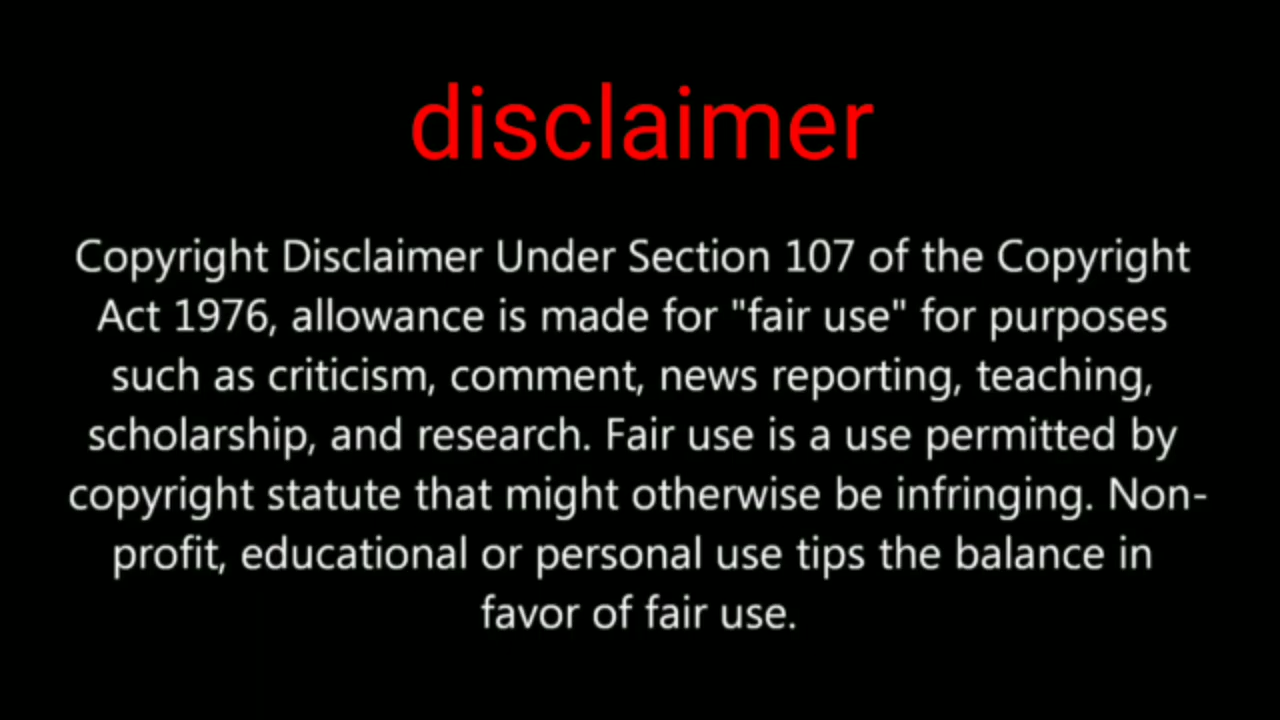 disclaimer
Copyright Disclaimer Under Section 107 of the Copyright
Act 1976, allowance is made for "fair use" for purposes
such as criticism, comment, news reporting, teaching,
scholarship, and research. Fair use is a use permitted by
copyright statute that might otherwise be infringing. Non-
profit, educational or personal use tips the balance in
favor of fair use.